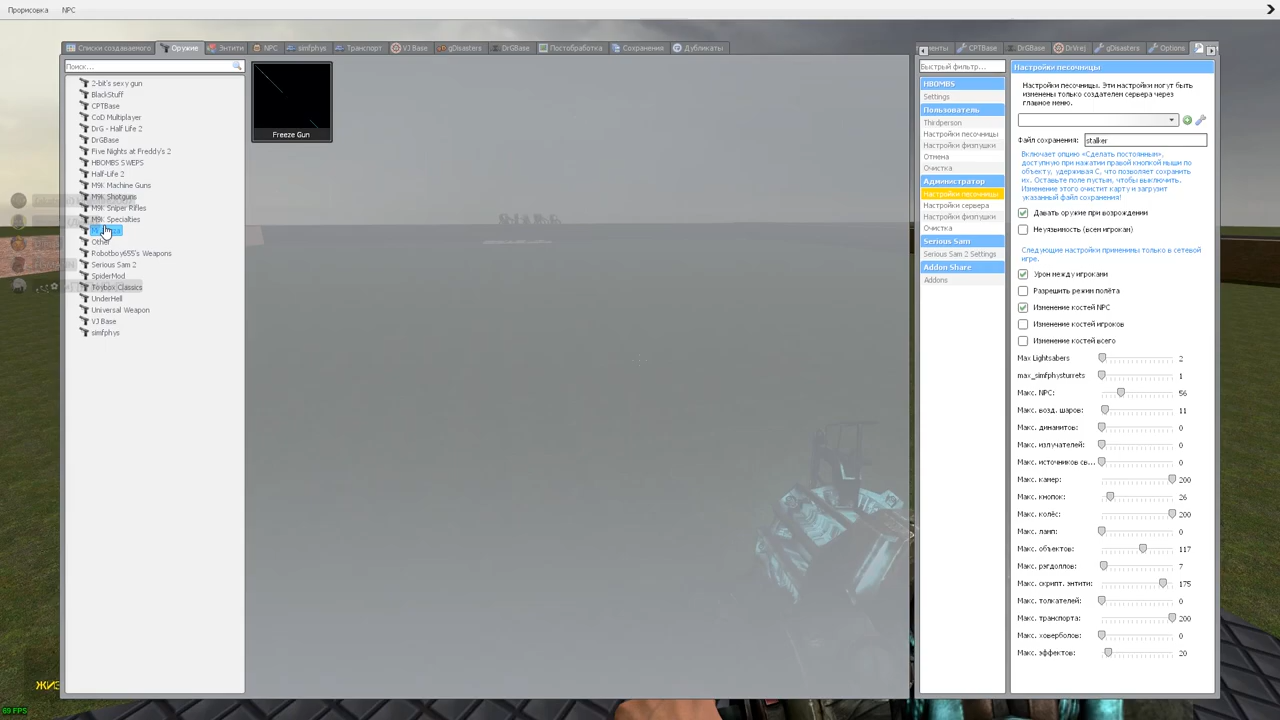 Прорисовка
NPC
Списки создаваемого
Оружие
Энтити
NPC
simfphys
Транспорт
VJ Base
gDisasters
DrGBase
Постобработка
Сохранения
Дубликаты
CPTBase
DrGBase
DrVrej
gDisasters
Options
Поиск...
2-bit's sexy gun
BlackStuff
CPTBase
CoD Multiplayer
DrG - Half Life 2
DrGBase
Five Nights at Freddy's 2
HBOMBS SWEPS
Half-Life 2
M9K Machine Guns
M9K Shotguns
M9K Sniper Rifles
M9K Specialties
Robotboy655's Weapons
Serious Sam 2
SpiderMod
Toybox Classics
UnderHell
Universal Weapon
VJ Base
simfphys
Freeze Gun
Быстрый фильтр...
HBOMBS
Settings
Пользователь
Thirdperson
Настройки песочницы
Настройки физпушки
Отмена
Очистка
Администратор
Настройки песочницы
Настройки сервера
Настройки физпушки
Очистка
Serious Sam
Serious Sam 2 Settings
Addon Share
Addons
Настройки песочницы
Настройки песочницы. Эти настройки могут быть
изменены только создателем сервера через
главное меню.
Файл сохранения: stalker
Включает опцию «Сделать постоянным»,
доступную при нажатии правой кнопкой мыши по
объекту, удерживая C, что позволяет сохранить
их. Оставьте поле пустым, чтобы выключить.
Изменение этого очистит карту и загрузит
указанный файл сохранения!
Давать оружие при возрождении
Неуязвимость (всем игрокам)
Следующие настройки применимы только в сетевой
игре.
Урон между игроками
Разрешить режим полёта
Изменение костей NPC
Изменение костей игроков
Изменение костей всего
Max Lightsabers 2
max_simfphysturrets 1
Макс. NPC: 56
Макс. возд. шаров: 11
Макс. динамитов: 0
Макс. излучателей: 0
Макс. источников св... 0
Макс. камер: 200
Макс. кнопок: 26
Макс. колёс: 200
Макс. ламп: 0
Макс. объектов: 117
Макс. рэгдоллов: 7
Макс. скрипт. энтити: 175
Макс. толкателей: 0
Макс. транспорта: 200
Макс. ховерболов: 0
Макс. эффектов: 20
69 FPS